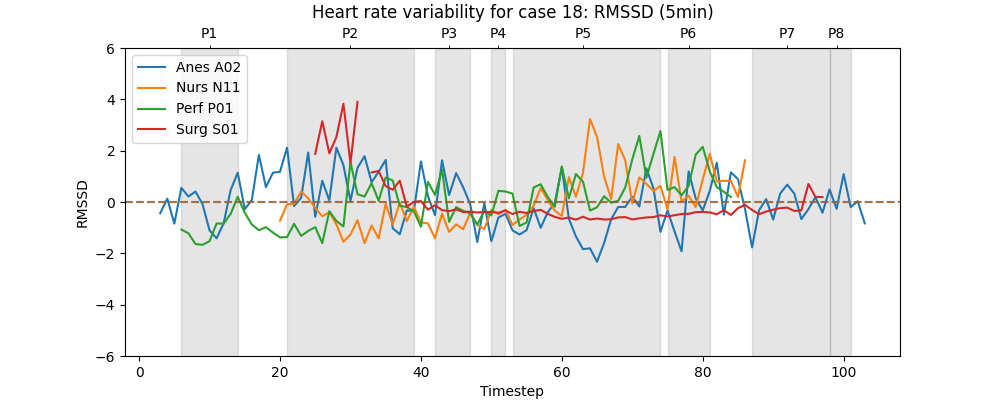 Heart rate variability for case 18: RMSSD (5min)
P1 P2 P3 P4 P5 P6 P7 P8
Anes A02
Nurs N11
Perf P01
Surg S01
6
4
2
0
−2
−4
−6
RMSSD
0 20 40 60 80 100
Timestep